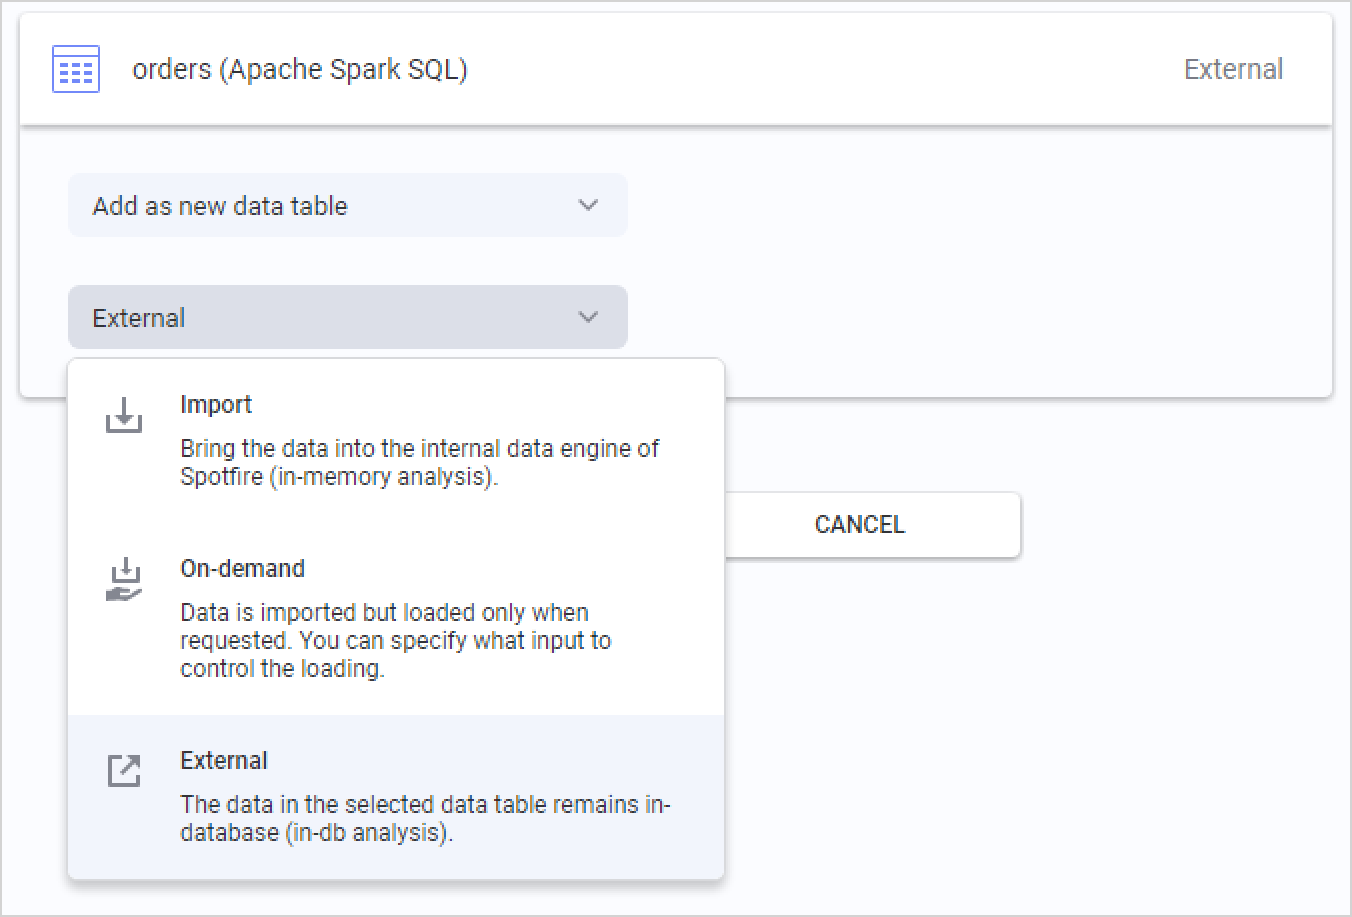 orders (Apache Spark SQL)
External
Add as new data table
External
Import
Bring the data into the internal data engine of
Spotfire (in-memory analysis).
CANCEL
On-demand
Data is imported but loaded only when
requested. You can specify what input to
control the loading.
External
The data in the selected data table remains in-
database (in-db analysis).